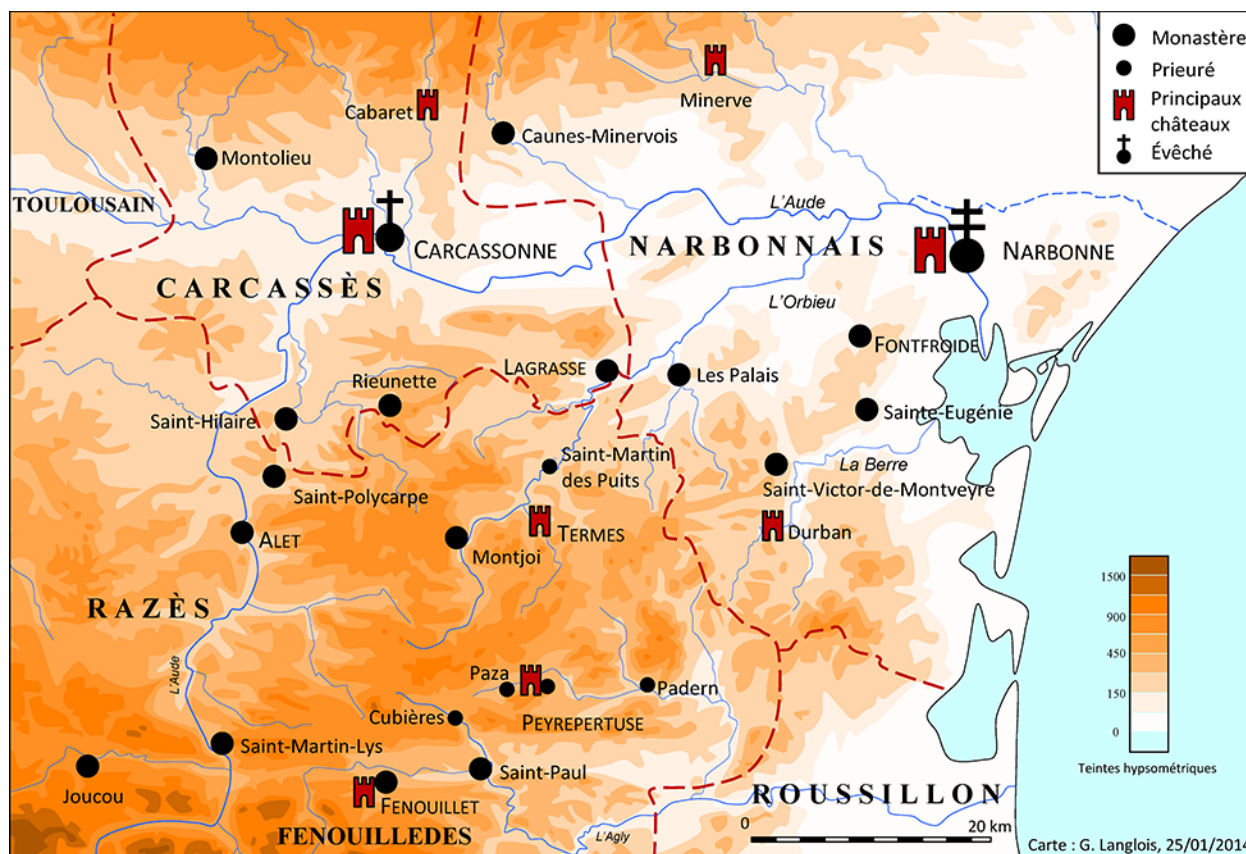 Monastère
Prieuré
Principaux
châteaux
Évêché
Minerve
Cabaret
Caunes-Minervois
Montolieu
TOULOUSAIN
L'Aude
CARCASSONNE
NARBONNAIS
NARBONNE
CARCASSÈS
L'Orbieu
FONTFROIDE
LAGRASSE
Les Palais
Rieunette
Saint-Hilaire
Sainte-Eugénie
Saint-Martin
des Puits
La Berre
Saint-Polycarpe
Saint-Victor-de-Montveyre
ALET
TERMES
Durban
Montjoi
RAZÈS
1500
900
450
150
0
Teintes hypsométriques
L'Aude
Paza
Padern
Cubières
PEYREPERTUSE
Saint-Martin-Lys
Saint-Paul
Joucou
FENOUILLET
ROUSSILLON
FENOUILLEDES
L'Agly
0
20 km
Carte : G. Langlois, 25/01/2014